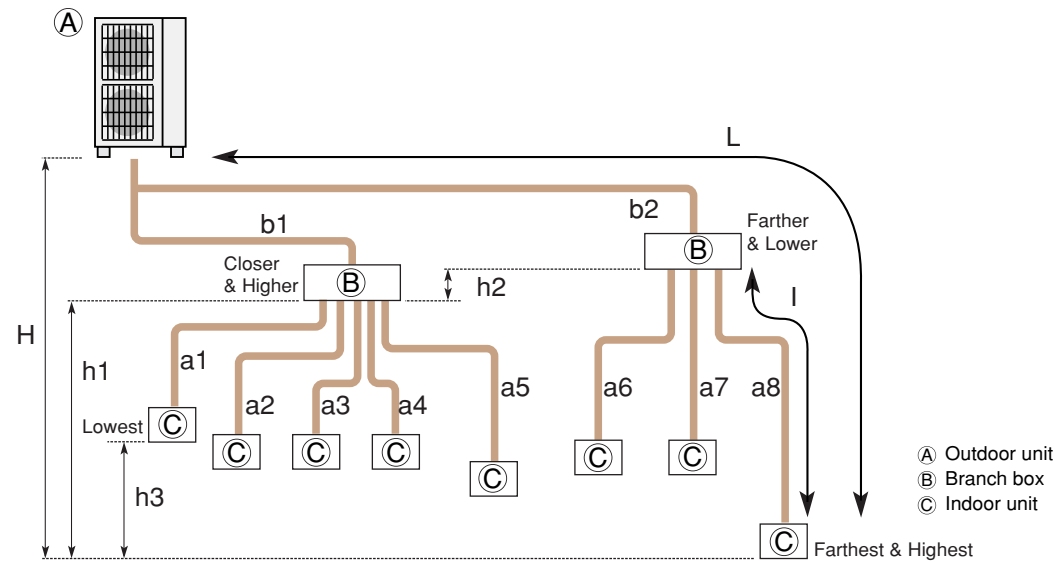 A
L
b1
b2
Farther
& Lower
B
Closer
& Higher
B
h2
H
h1
l
a1
a2
a3
a4
a5
a6
a7
a8
Lowest
C
C
C
C
C
C
C
h3
A Outdoor unit
B Branch box
C Indoor unit
C
Farthest & Highest